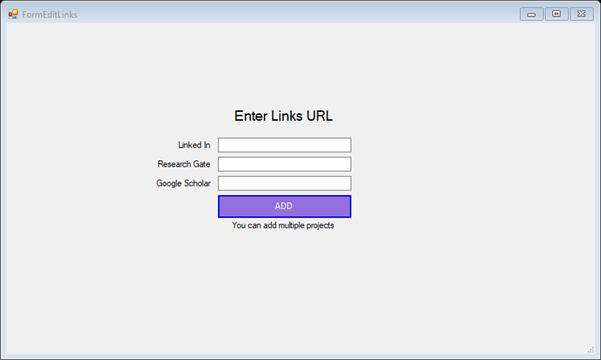 FormEditLinks
Enter Links URL
Linked In
Research Gate
Google Scholar
ADD
You can add multiple projects